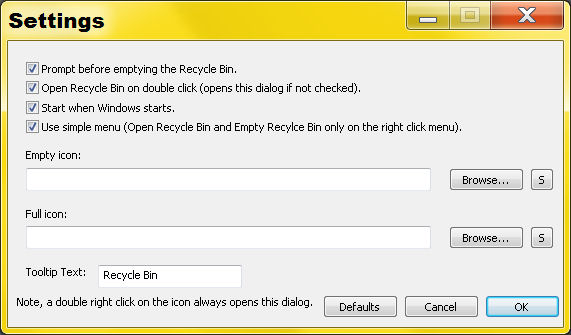 Settings
Prompt before emptying the Recycle Bin.
Open Recycle Bin on double click (opens this dialog if not checked).
Start when Windows starts.
Use simple menu (Open Recycle Bin and Empty Recylce Bin only on the right click menu).
Empty icon:
Browse... S
Full icon:
Browse... S
Tooltip Text: Recycle Bin
Note, a double right click on the icon always opens this dialog. Defaults Cancel OK